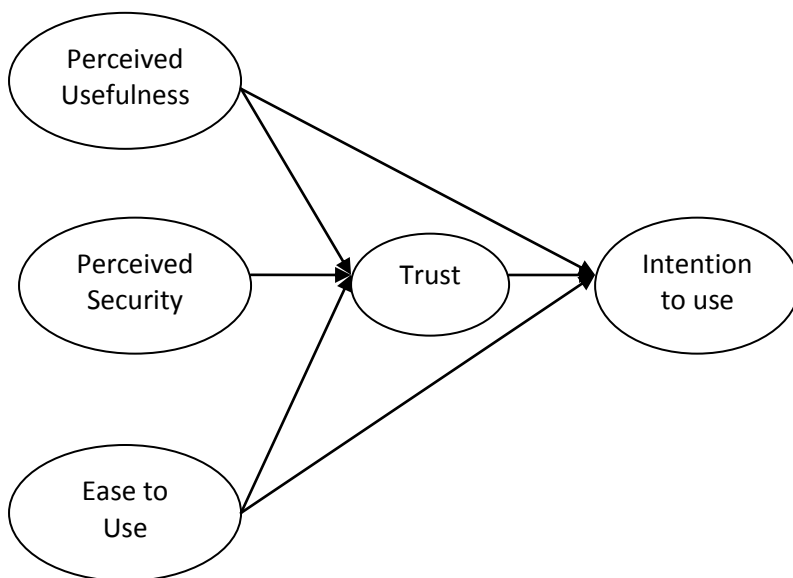 Perceived
Usefulness
Perceived
Security
Trust
Intention
to use
Ease to
Use